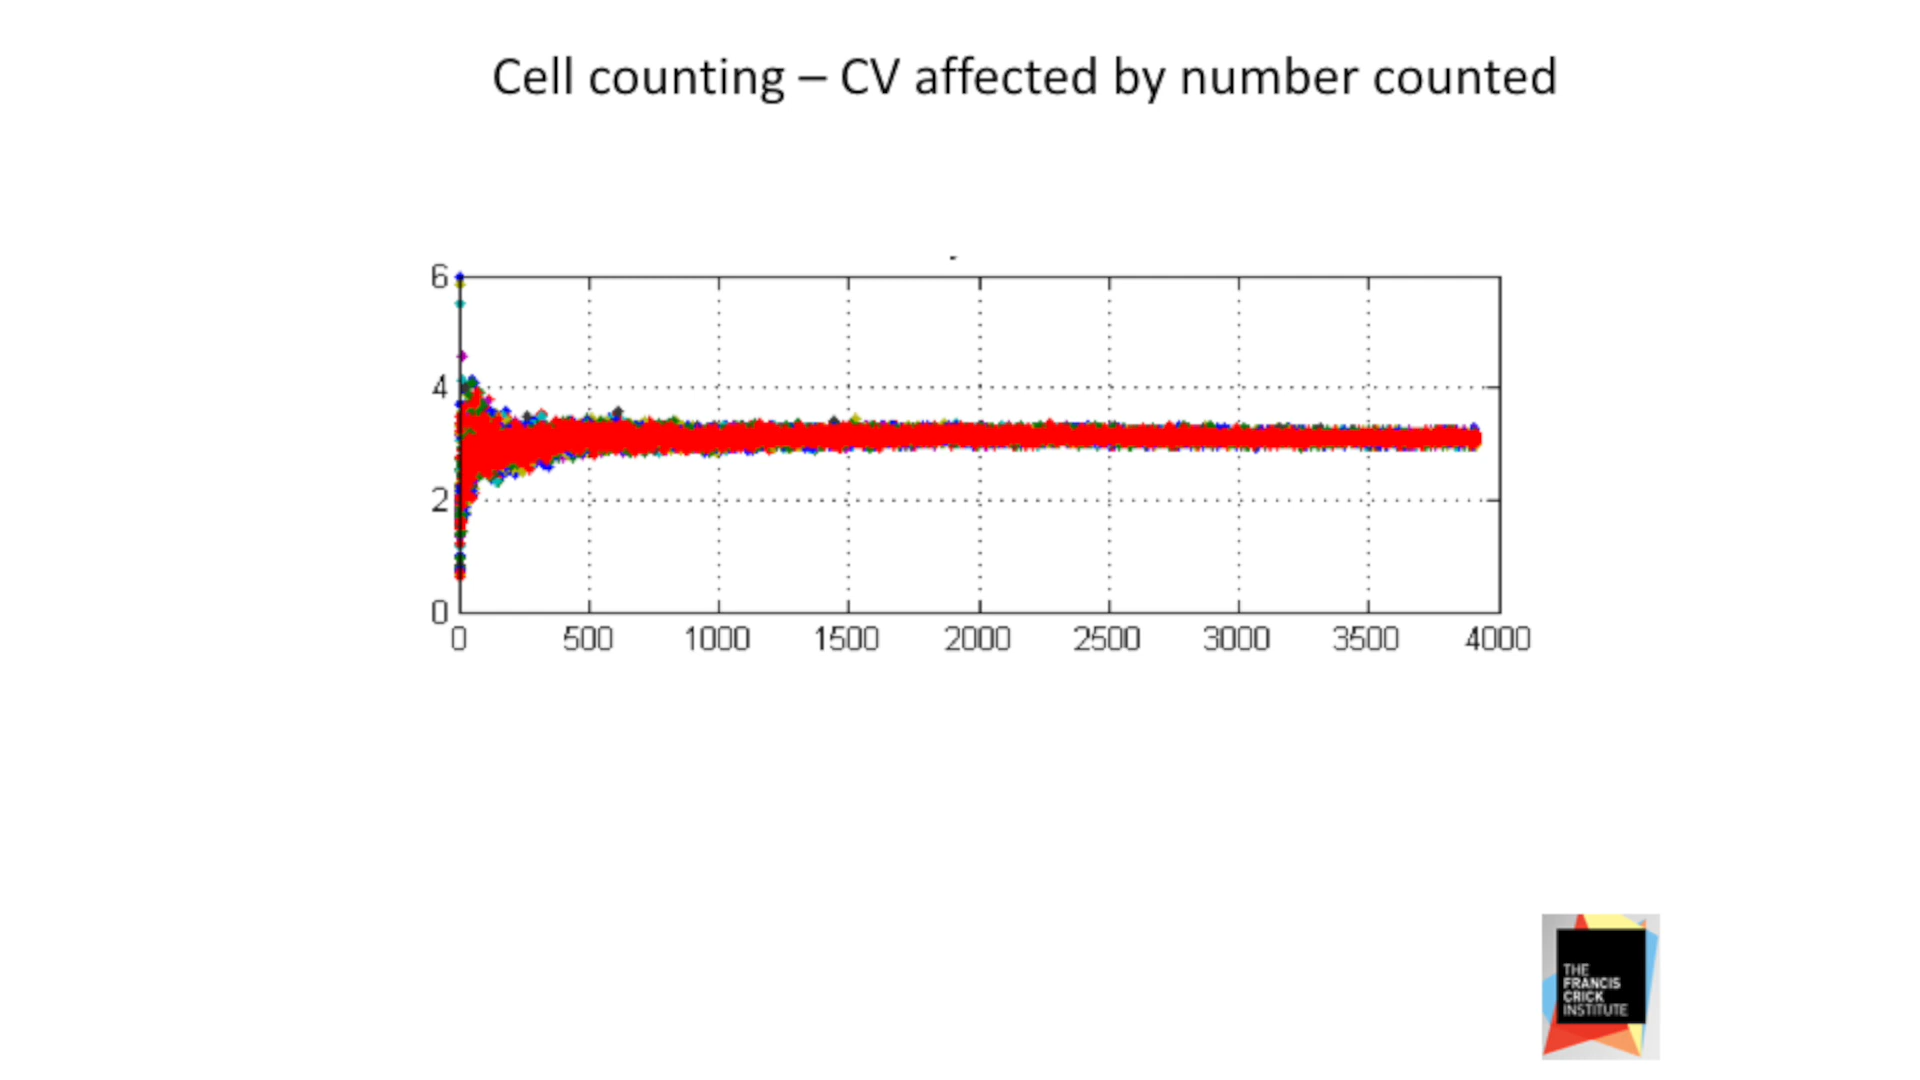 Cell counting – CV affected by number counted
6
4
2
0
0 500 1000 1500 2000 2500 3000 3500 4000
THE
FRANCIS
CRICK
INSTITUTE